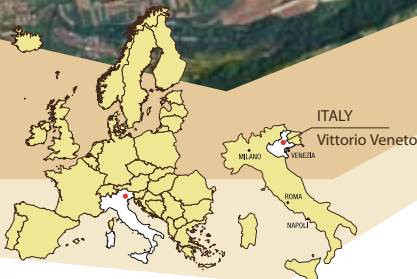 ITALY
Vittorio Veneto
MILANO
VENEZIA
ROMA
NAPOLI